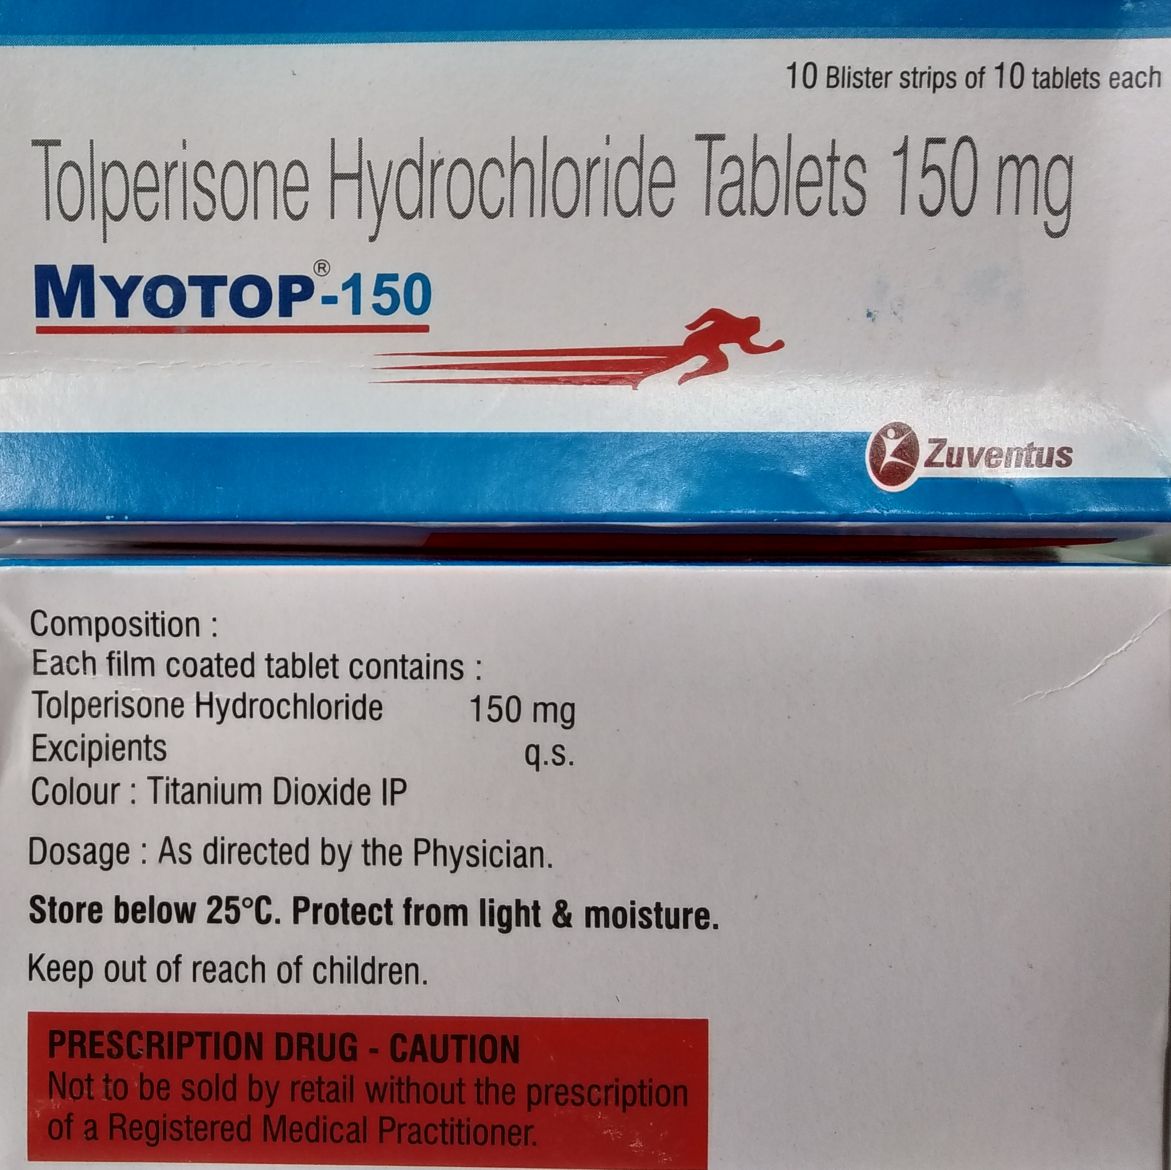 10 Blister strips of 10 tablets each
Tolperisone Hydrochloride Tablets 150 mg
MYOTOP®-150
Zuventus
Composition :
Each film coated tablet contains :
Tolperisone Hydrochloride 150 mg
Excipients q.s.
Colour : Titanium Dioxide IP
Dosage : As directed by the Physician.
Store below 25°C. Protect from light & moisture.
Keep out of reach of children.
PRESCRIPTION DRUG - CAUTION
Not to be sold by retail without the prescription
of a Registered Medical Practitioner.